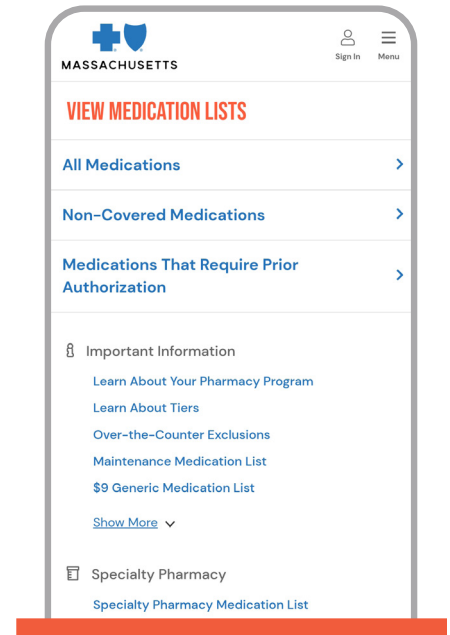 MASSACHUSETTS
Sign In
Menu
VIEW MEDICATION LISTS
All Medications
Non-Covered Medications
Medications That Require Prior
Authorization
Important Information
Learn About Your Pharmacy Program
Learn About Tiers
Over-the-Counter Exclusions
Maintenance Medication List
$9 Generic Medication List
Show More
Specialty Pharmacy
Specialty Pharmacy Medication List